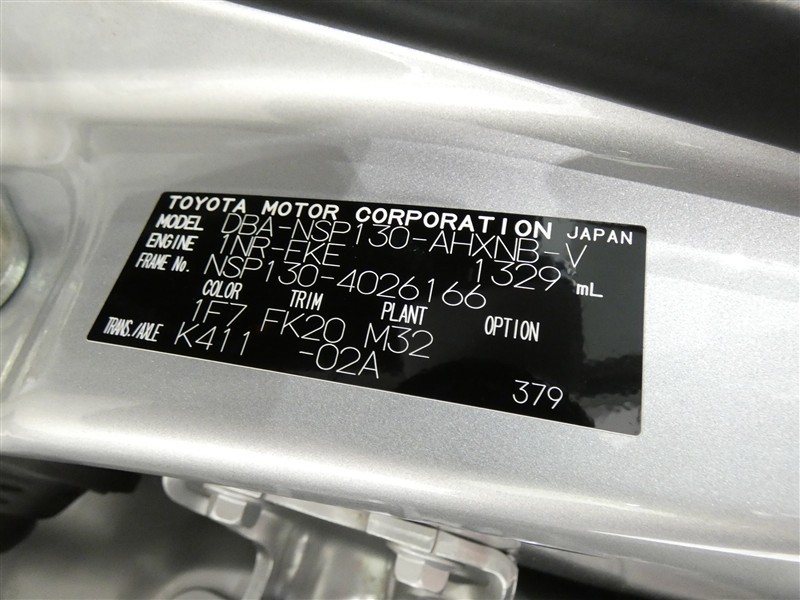 TOYOTA MOTOR CORPORATION JAPAN
MODEL DBA-NSP130-AHXNB-V
ENGINE 1NR-FKE 1329 mL
FRAME No. NSP130-4026166
COLOR TRIM PLANT OPTION
1F7 FK20 M32
TRANS./AXLE K411 -02A
379